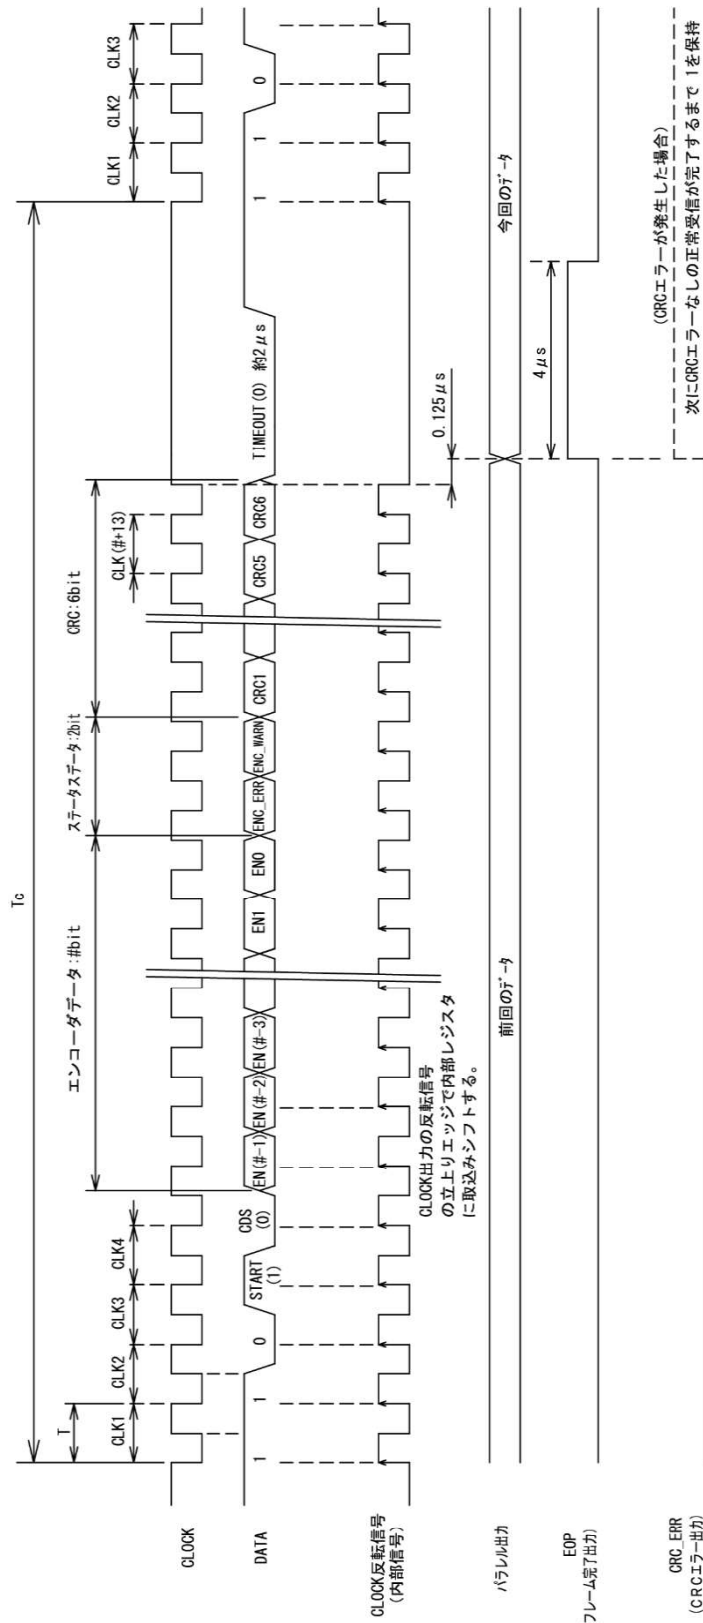 Tc
T
エンコーダデータ:#bit
ステータスデータ:2bit
CRC:6bit
CLK1
CLK2
CLK3
CLK4
CLK(#+13)
CLK1
CLK2
CLK3
CLOCK
DATA
1
1
0
START
(1)
CDS
(0)
EN(#-1)
EN(#-2)
EN(#-3)
EN1
EN0
ENC_ERR
ENC_WARN
CRC1
CRC5
CRC6
TIMEOUT(0) 約2μs
1
1
0
CLOCK反転信号
(内部信号)
CLOCK出力の反転信号
の立上りエッジで内部レジスタ
に取込みシフトする。
0.125μs
パラレル出力
前回のデータ
今回のデータ
EOP
フレーム完了出力)
4μs
CRC_ERR
(CRCエラー出力)
(CRCエラーが発生した場合)
次にCRCエラーなしの正常受信が完了するまで 1を保持